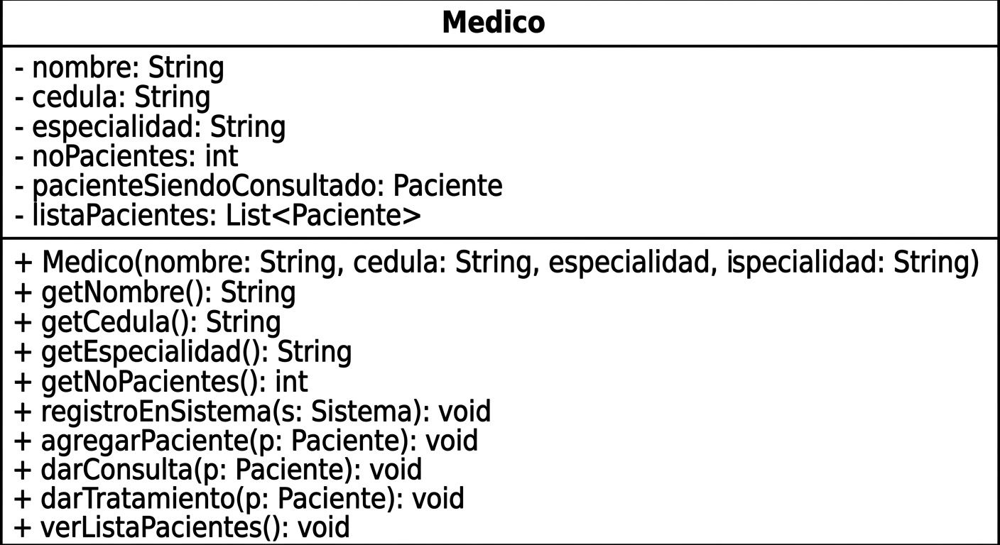 Medico
- nombre: String
- cedula: String
- especialidad: String
- noPacientes: int
- pacienteSiendoConsultado: Paciente
- listaPacientes: List<Paciente>
+ Medico(nombre: String, cedula: String, especialidad, ispecialidad: String)
+ getNombre(): String
+ getCedula(): String
+ getEspecialidad(): String
+ getNoPacientes(): int
+ registroEnSistema(s: Sistema): void
+ agregarPaciente(p: Paciente): void
+ darConsulta(p: Paciente): void
+ darTratamiento(p: Paciente): void
+ verListaPacientes(): void